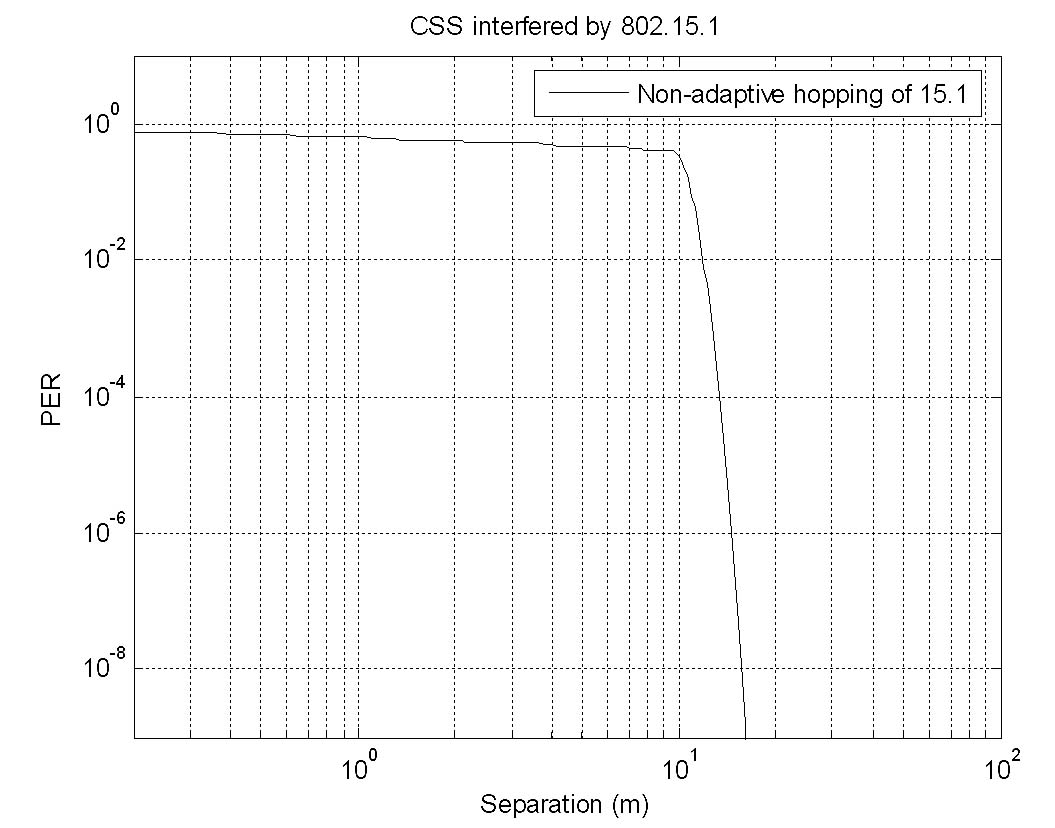 CSS interfered by 802.15.1
Non-adaptive hopping of 15.1
10^0
10^-2
10^-4
10^-6
10^-8
PER
10^0 10^1 10^2
Separation (m)